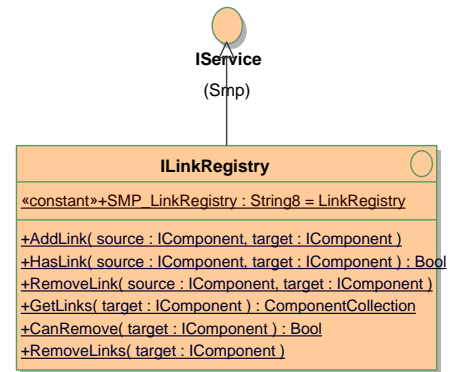 IService
(Smp)
ILinkRegistry
«constant»+SMP_LinkRegistry : String8 = LinkRegistry
+AddLink( source : IComponent, target : IComponent )
+HasLink( source : IComponent, target : IComponent ) : Bool
+RemoveLink( source : IComponent, target : IComponent )
+GetLinks( target : IComponent ) : ComponentCollection
+CanRemove( target : IComponent ) : Bool
+RemoveLinks( target : IComponent )